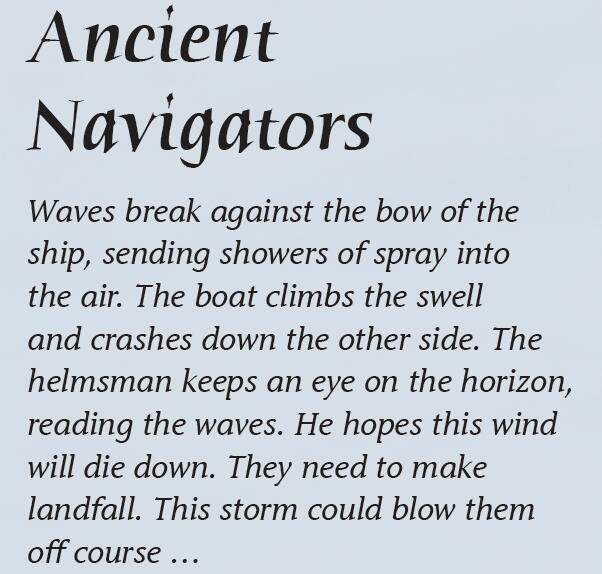 Ancient
Navigators
Waves break against the bow of the
ship, sending showers of spray into
the air. The boat climbs the swell
and crashes down the other side. The
helmsman keeps an eye on the horizon,
reading the waves. He hopes this wind
will die down. They need to make
landfall. This storm could blow them
off course …